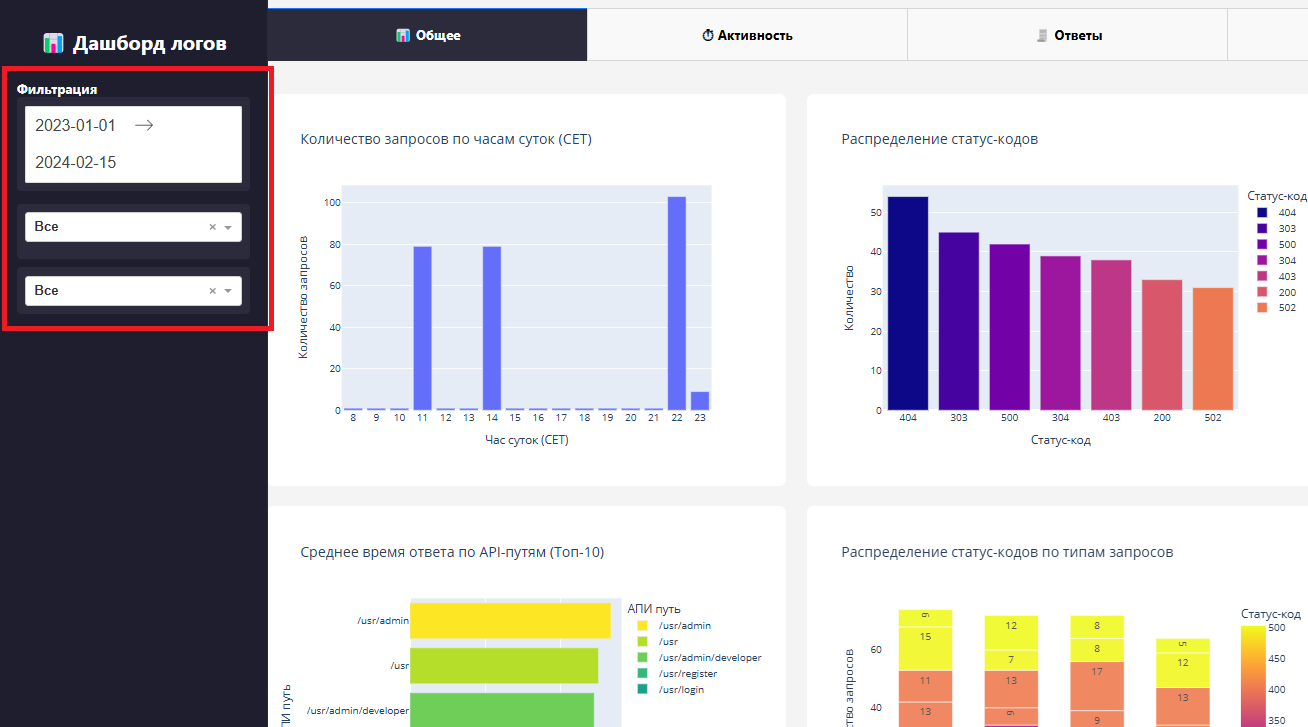 Дашборд логов
Фильтрация
2023-01-01 →
2024-02-15
Все × 
Все × 
Общее
Активность
Ответы
Количество запросов по часам суток (CET)
Количество запросов
100
80
60
40
20
0
8 9 10 11 12 13 14 15 16 17 18 19 20 21 22 23
Час суток (CET)
Распределение статус-кодов
Количество
50
40
30
20
10
0
404 303 500 304 403 200 502
Статус-код
Статус-код
404
303
500
304
403
200
502
Среднее время ответа по API-путям (Топ-10)
/usr/admin
/usr
/usr/admin/developer
ПИ путь
АПИ путь
/usr/admin
/usr
/usr/admin/developer
/usr/register
/usr/login
Распределение статус-кодов по типам запросов
ство запросов
60
40
6
15
11
13
12
7
13
6
8
8
17
9
5
12
13
Статус-код
500
450
400
350